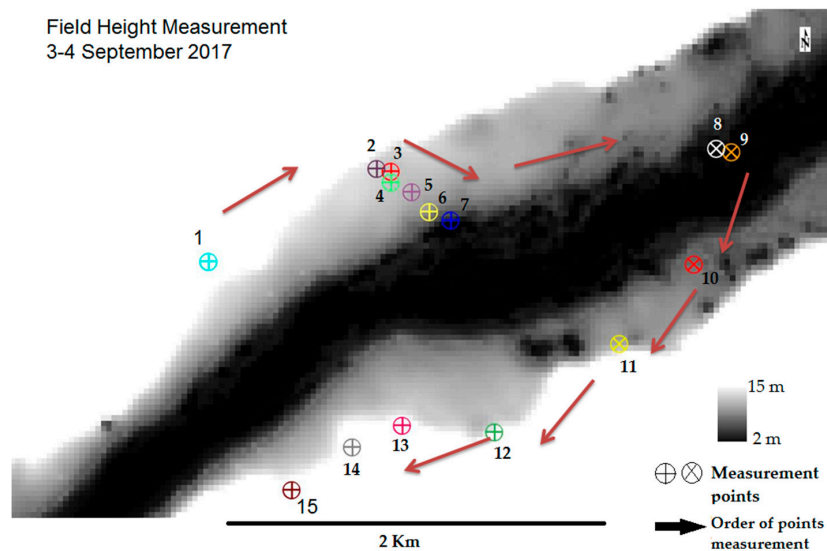 Field Height Measurement
3-4 September 2017
N
8
9
2
3
4
5
6
7
1
10
11
15 m
2 m
13
12
14
15
Measurement
points
Order of points
measurement
2 Km